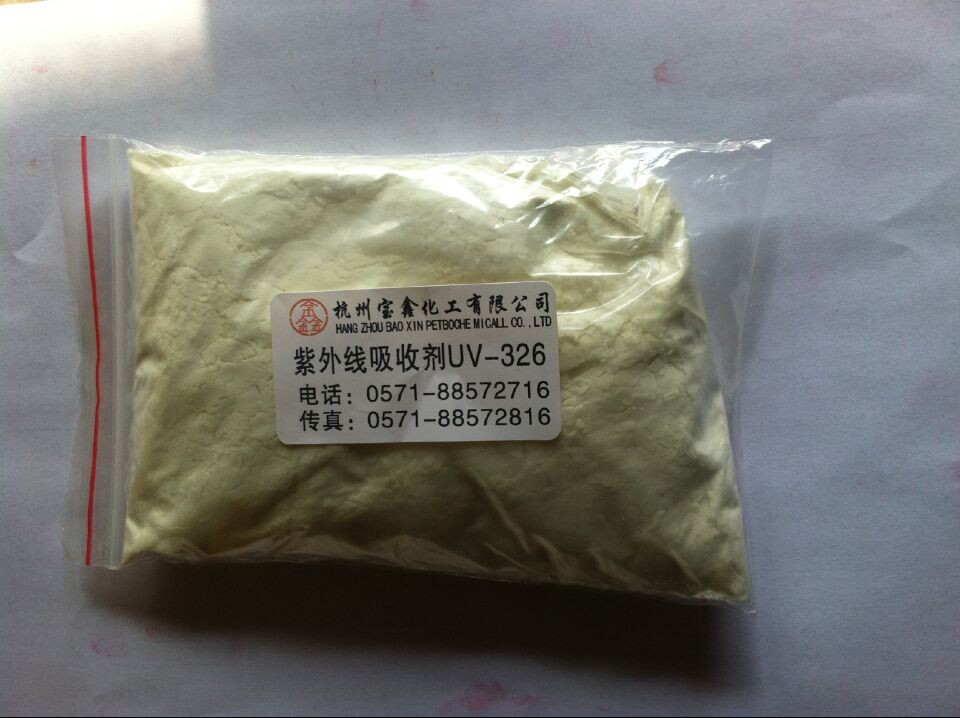 杭州宝鑫化工有限公司
HANG ZHOU BAO XIN PETBOCHE MICALL CO.,LTD
紫外线吸收剂UV-326
电话：0571-88572716
传真：0571-88572816